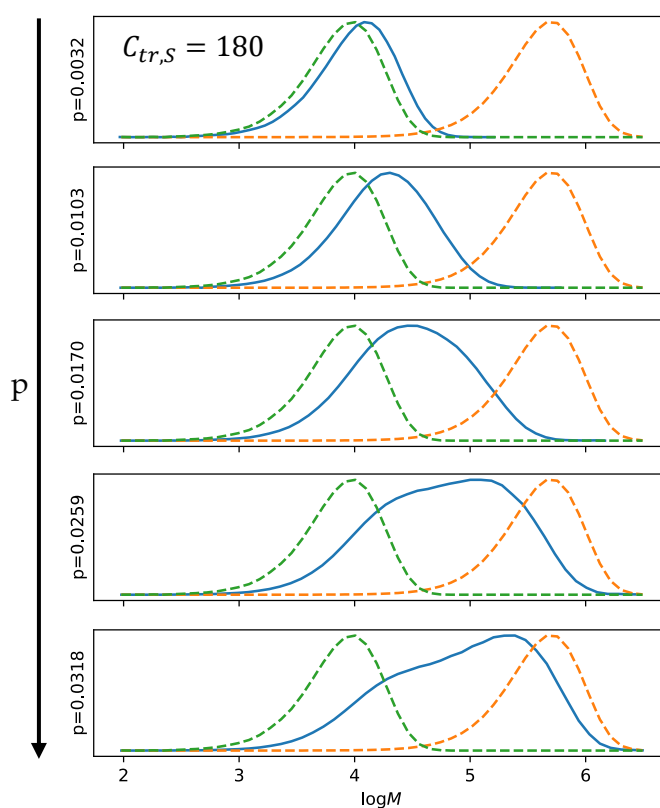 C_{tr,S} = 180
p=0.0032
p=0.0103
p=0.0170
p
p=0.0259
p=0.0318
2 3 4 5 6
logM